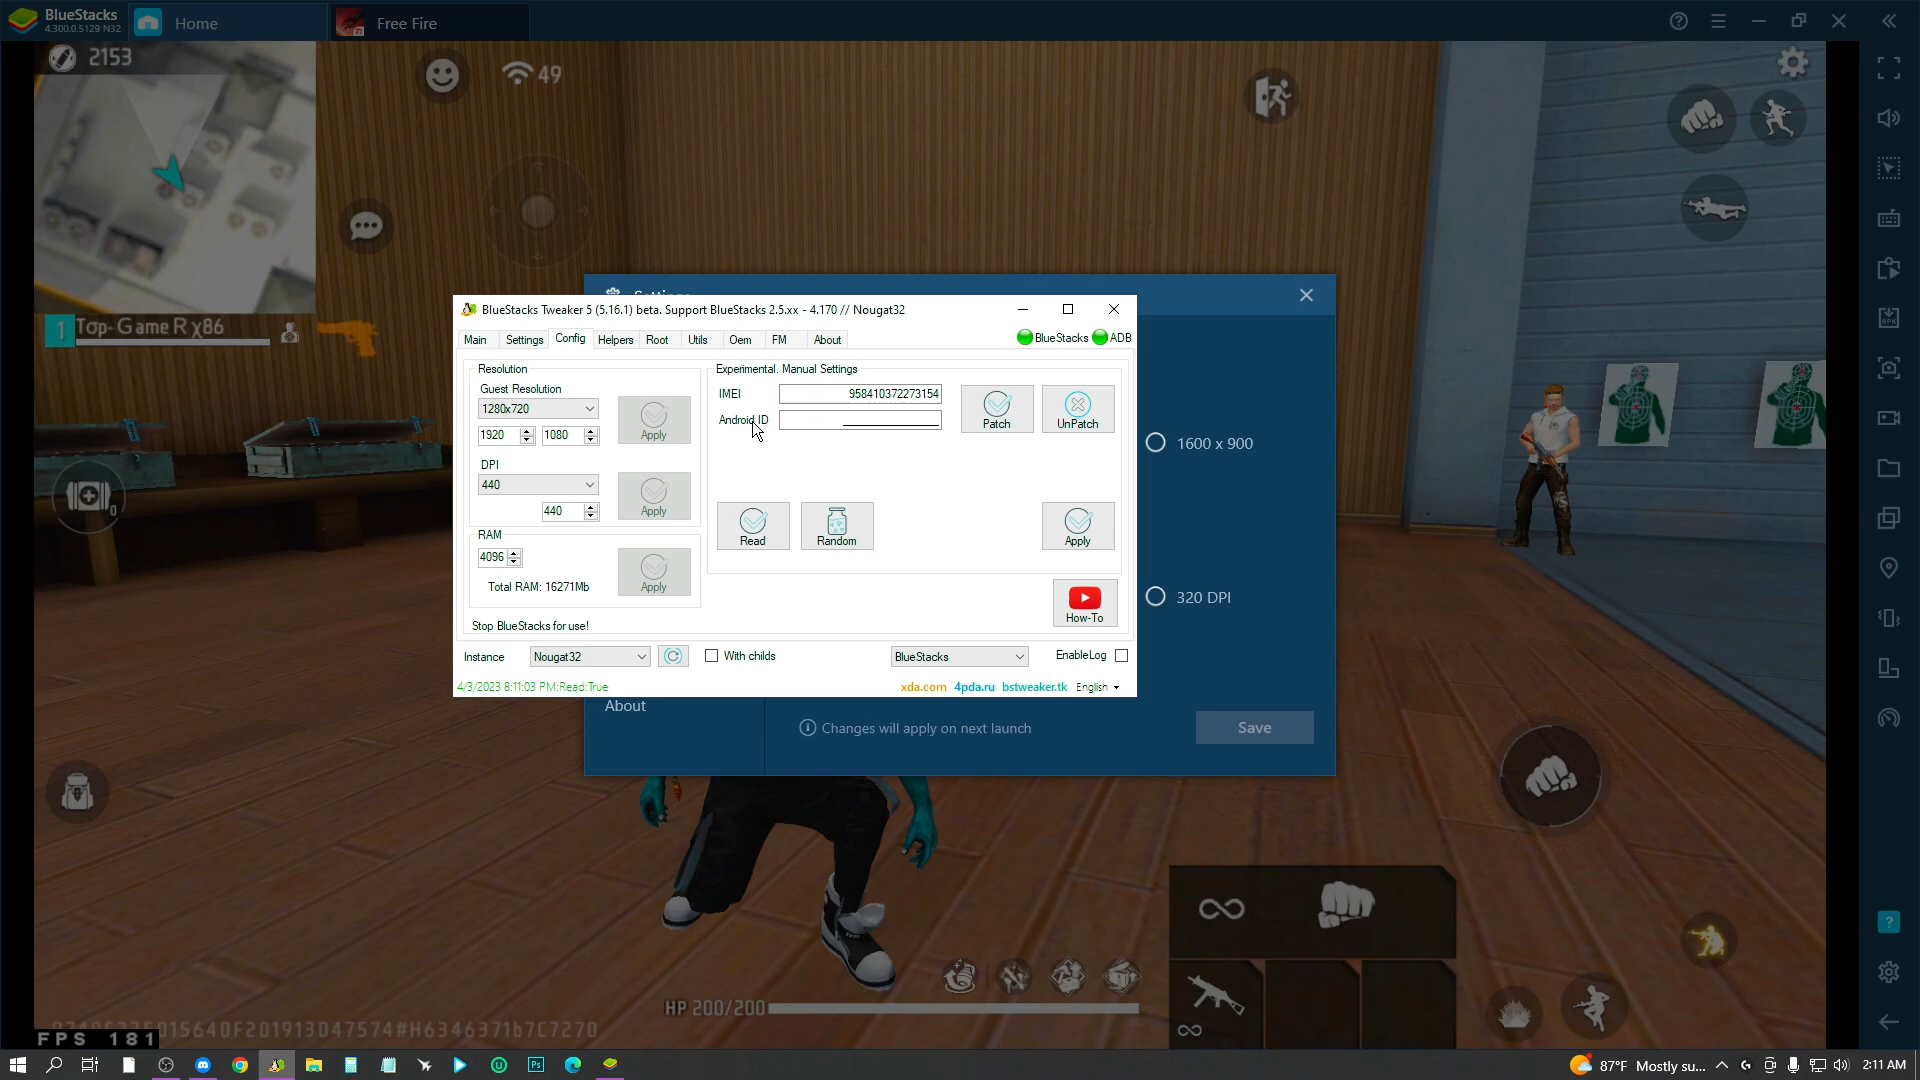 BlueStacks
4.300.0.5129 N32
Home
Free Fire
2153
49
1
Top-GameRχ86
Settings
BlueStacks Tweaker 5 (5.16.1) beta. Support BlueStacks 2.5.xx - 4.170 // Nougat32
Main
Settings
Config
Helpers
Root
Utils
Oem
FM
About
BlueStacks
ADB
Resolution
Guest Resolution
1280x720
1920
1080
Apply
DPI
440
440
Apply
RAM
4096
Total RAM: 16271Mb
Apply
Stop BlueStacks for use!
Experimental. Manual Settings
IMEI
958410372273154
Android ID
Patch
UnPatch
Read
Random
Apply
How-To
Instance
Nougat32
With childs
BlueStacks
EnableLog
4/3/2023 8:11:03 PM:Read:True
xda.com
4pda.ru
bstweaker.tk
English
1600 x 900
320 DPI
About
Changes will apply on next launch
Save
0
HP 200/200
FPS 181
87°F Mostly su...
2:11 AM